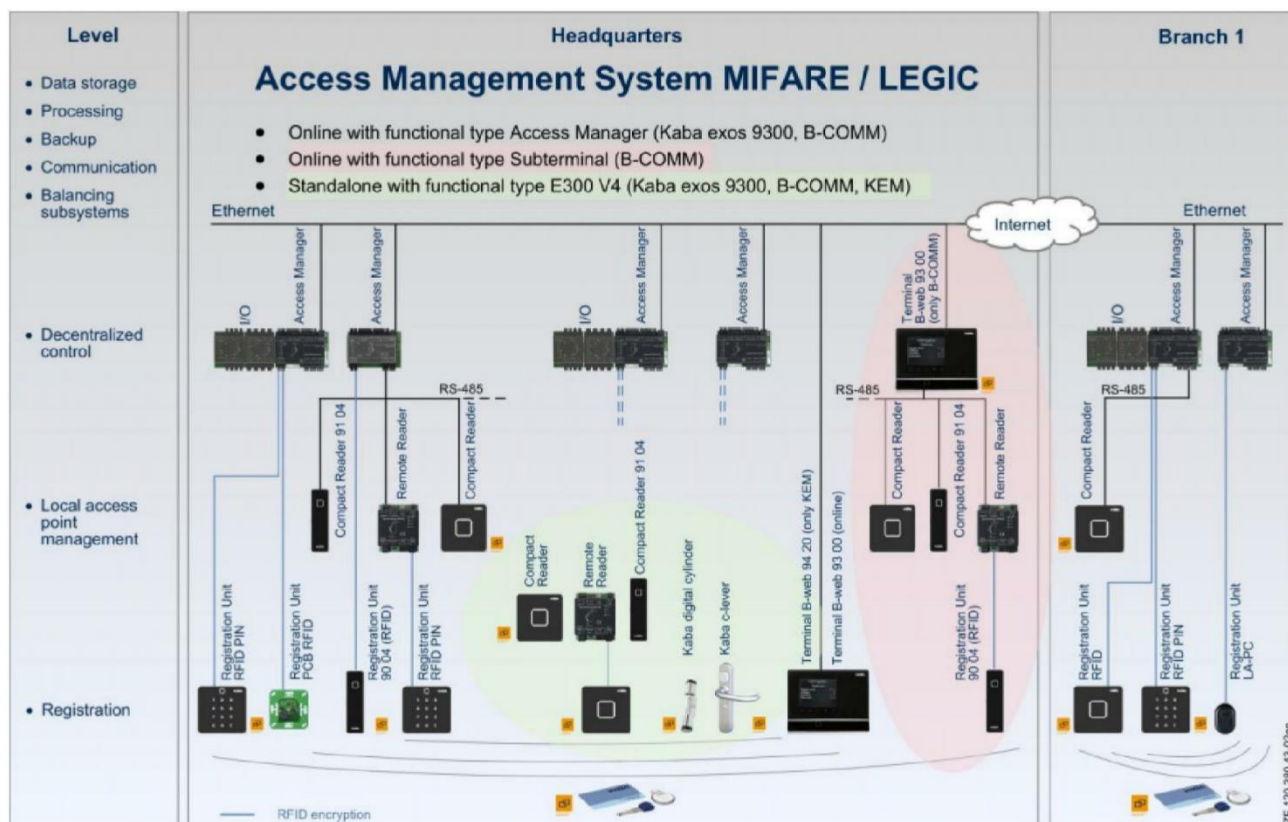 Level
• Data storage
• Processing
• Backup
• Communication
• Balancing
subsystems
• Decentralized
control
• Local access
point
management
• Registration
Headquarters
Access Management System MIFARE / LEGIC
• Online with functional type Access Manager (Kaba exos 9300, B-COMM)
• Online with functional type Subterminal (B-COMM)
• Standalone with functional type E300 V4 (Kaba exos 9300, B-COMM, KEM)
Ethernet
Internet
I/O
Access Manager
Access Manager
I/O
Access Manager
Access Manager
Terminal
B-web 93 00
(only B-COMM)
RS-485
RS-485
Compact Reader 91 04
Remote Reader
Compact Reader
Compact Reader 91 04
Terminal B-web 94 20 (only KEM)
Terminal B-web 93 00 (online)
Compact Reader
Compact Reader 91 04
Remote Reader
Compact
Reader
Remote
Reader
Kaba digital cylinder
Kaba c-lever
Registration Unit
RFID PIN
Registration Unit
PCB RFID
Registration Unit
90 04 (RFID)
Registration Unit
RFID PIN
Registration Unit
90 04 (RFID)
RFID encryption
Branch 1
Ethernet
I/O
Access Manager
Access Manager
RS-485
Compact Reader
Registration Unit
RFID
Registration Unit
RFID PIN
Registration Unit
LA-PC